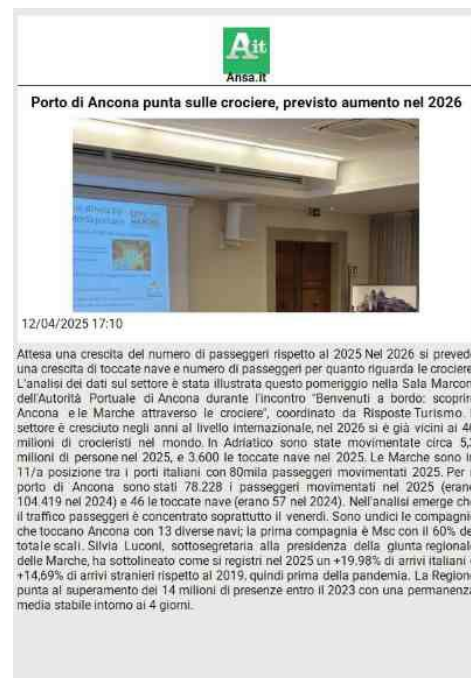 Ait
Ansa.it
Porto di Ancona punta sulle crociere, previsto aumento nel 2026
12/04/2025 17:10
Attesa una crescita del numero di passeggeri rispetto al 2025 Nel 2026 si prevede
una crescita di toccate nave e numero di passeggeri per quanto riguarda le crociere
L'analisi dei dati sul settore è stata illustrata questo pomeriggio nella Sala Marcon
dell'Autorità Portuale di Ancona durante l'incontro "Benvenuti a bordo: scoprire
Ancona e le Marche attraverso le crociere", coordinato da Risposte Turismo.
settore è cresciuto negli anni al livello internazionale, nel 2026 si è già vicini ai 40
milioni di crocieristi nel mondo. In Adriatico sono state movimentate circa 5,
milioni di persone nel 2025, e 3.600 le toccate nave nel 2025. Le Marche sono in
11/a posizione tra i porti italiani con 80mila passeggeri movimentati 2025. Per
porto di Ancona sono stati 78.228 i passeggeri movimentati nel 2025 (erano
104.419 nel 2024) e 46 le toccate nave (erano 57 nel 2024). Nell'analisi emerge che
il traffico passeggeri è concentrato soprattutto il venerdì. Sono undici le compagnie
che toccano Ancona con 13 diverse navi; la prima compagnia è Msc con il 60% de
totale scali. Silvia Luconi, sottosegretaria alla presidenza della giunta regionale
delle Marche, ha sottolineato come si registri nel 2025 un +19,98% di arrivi italiani e
+14,69% di arrivi stranieri rispetto al 2019, quindi prima della pandemia. La Regione
punta al superamento dei 14 milioni di presenze entro il 2023 con una permanenza
media stabile intorno ai 4 giorni.